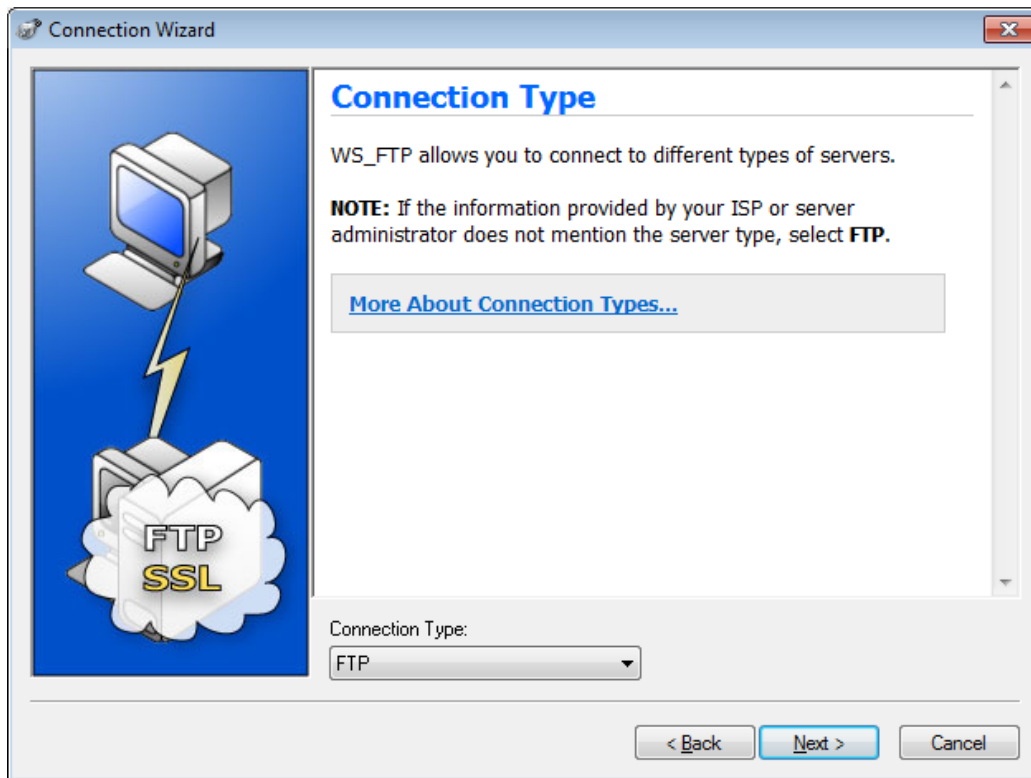 Connection Wizard
Connection Type
WS_FTP allows you to connect to different types of servers.
NOTE: If the information provided by your ISP or server
administrator does not mention the server type, select FTP.
More About Connection Types...
FTP
SSL
Connection Type:
FTP
< Back
Next >
Cancel